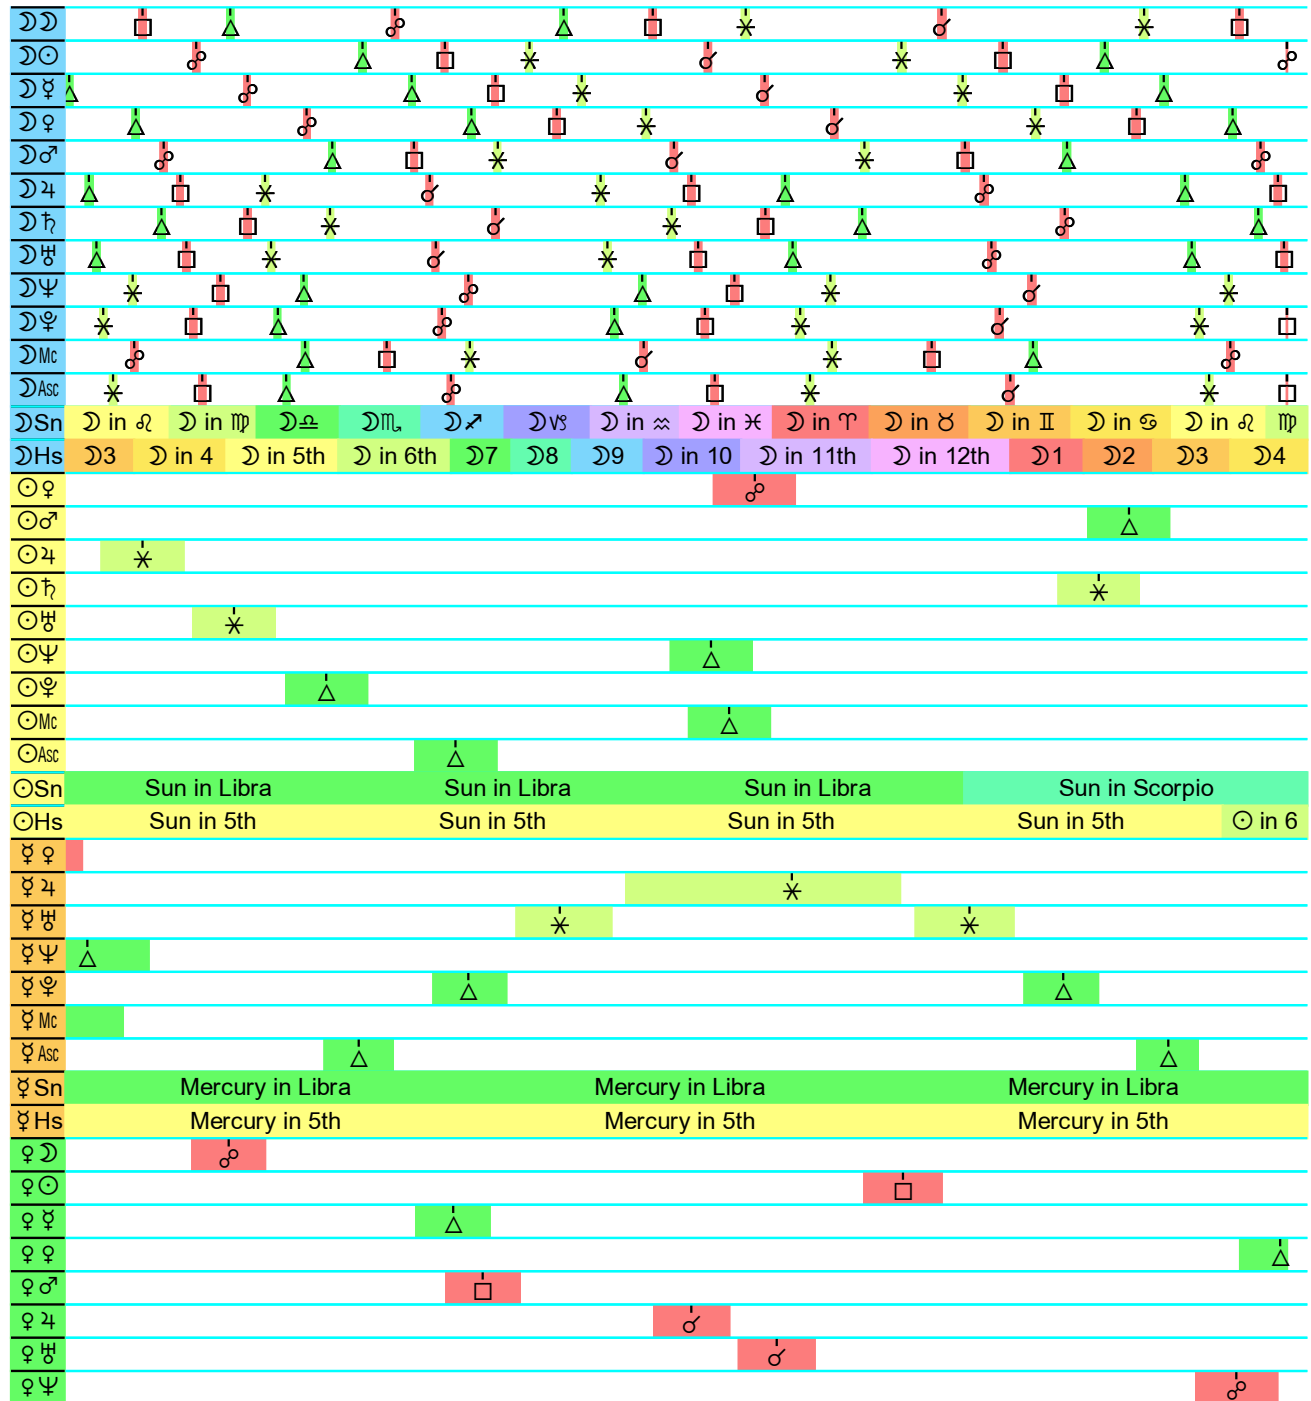 ☽☽
☽☉
☽☿
☽♀
☽♂
☽♃
☽♄
☽♅
☽♆
☽⚴
☽Mc
☽Asc
☽Sn ☽ in ♌ ☽ in ♍ ☽♎ ☽♏ ☽♐ ☽♑ ☽ in ♒ ☽ in ♓ ☽ in ♈ ☽ in ♉ ☽ in ♊ ☽ in ♋ ☽ in ♌ ♍
☽Hs ☽3 ☽ in 4 ☽ in 5th ☽ in 6th ☽7 ☽8 ☽9 ☽ in 10 ☽ in 11th ☽ in 12th ☽1 ☽2 ☽3 ☽4
☉♀
☉♂
☉♃
☉♄
☉♅
☉♆
☉⚴
☉Mc
☉Asc
☉Sn Sun in Libra Sun in Libra Sun in Libra Sun in Scorpio
☉Hs Sun in 5th Sun in 5th Sun in 5th Sun in 5th ☉ in 6
☿♀
☿♃
☿♅
☿♆
☿⚴
☿Mc
☿Asc
☿Sn Mercury in Libra Mercury in Libra Mercury in Libra
☿Hs Mercury in 5th Mercury in 5th Mercury in 5th
♀☽
♀☉
♀☿
♀♀
♀♂
♀♃
♀♅
♀♆